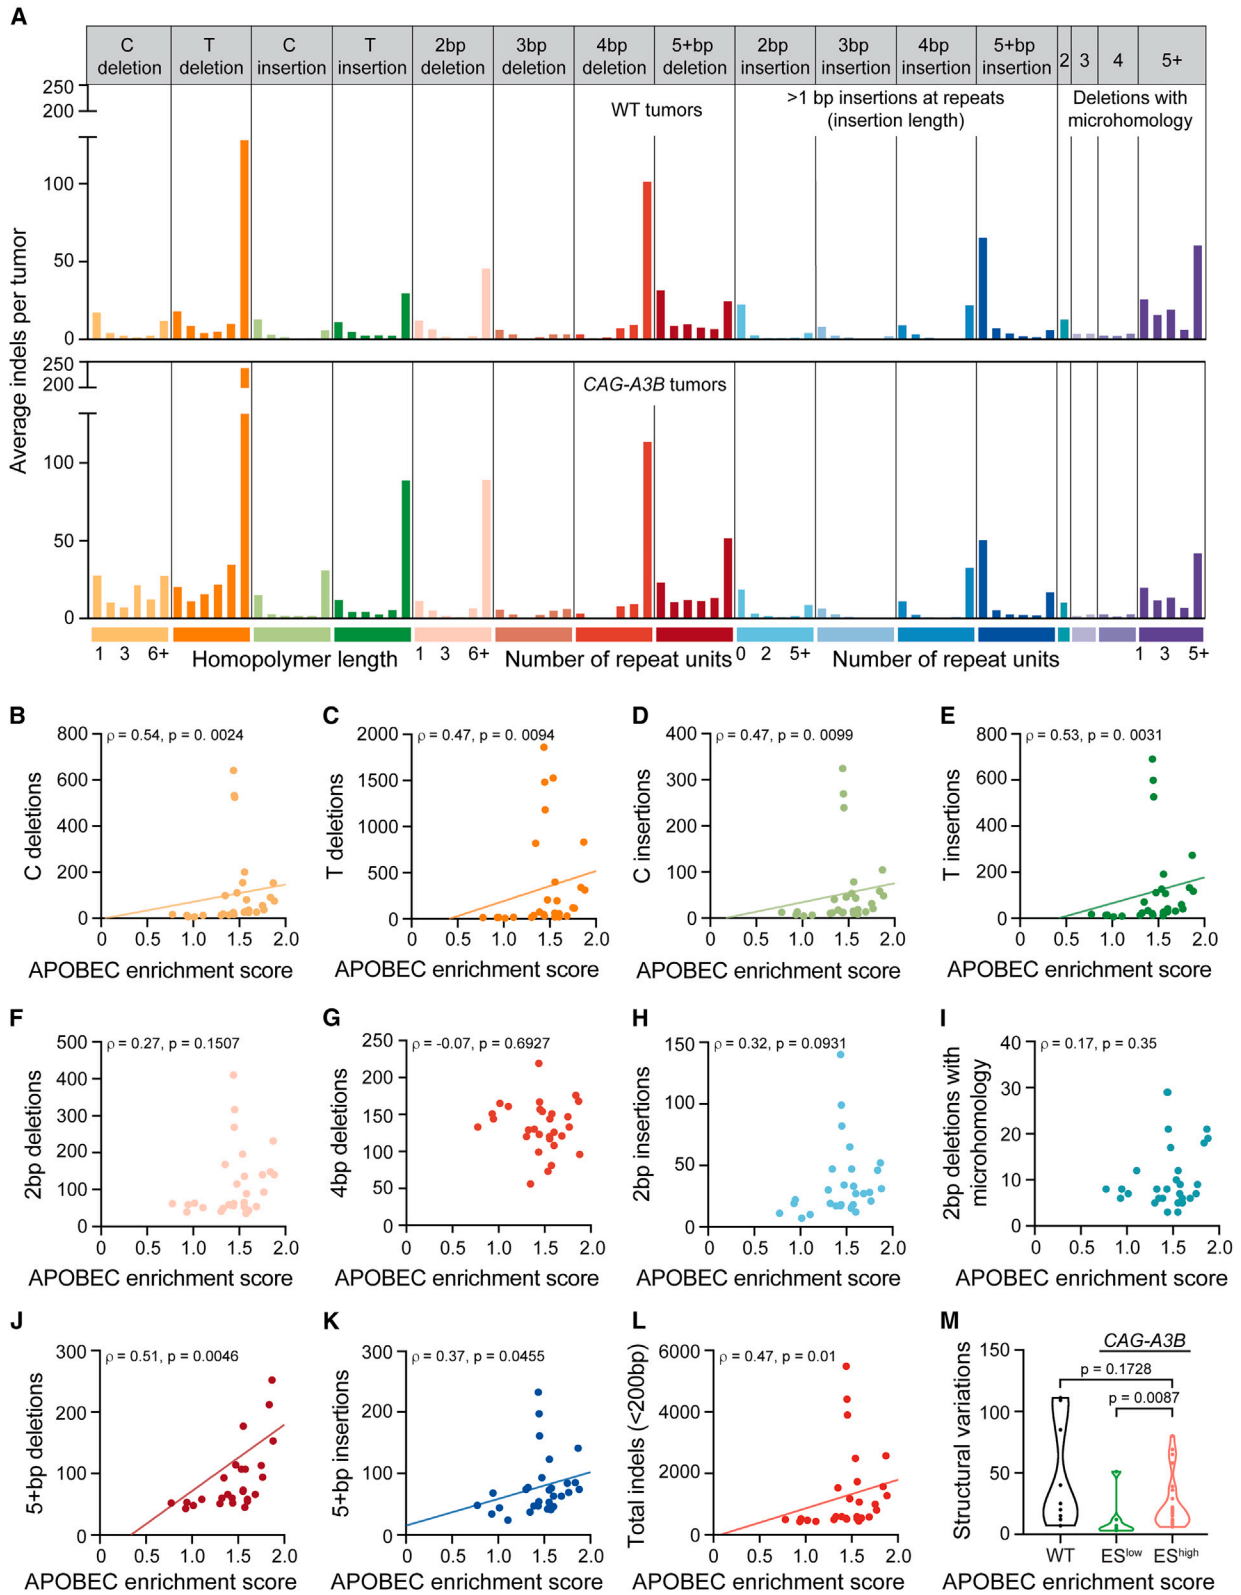 A
C deletion T deletion C insertion T insertion 2bp deletion 3bp deletion 4bp deletion 5+bp deletion 2bp insertion 3bp insertion 4bp insertion 5+bp insertion 2 3 4 5+
250
200
100
50
0
WT tumors
>1 bp insertions at repeats
(insertion length)
Deletions with
microhomology
Average indels per tumor
250
200
100
50
0
CAG-A3B tumors
1 3 6+ Homopolymer length 1 3 6+ Number of repeat units 0 2 5+ Number of repeat units 1 3 5+
B
ρ = 0.54, p = 0. 0024
C deletions
800
600
400
200
0
0 0.5 1.0 1.5 2.0
APOBEC enrichment score
C
ρ = 0.47, p = 0. 0094
T deletions
2000
1500
1000
500
0
0 0.5 1.0 1.5 2.0
APOBEC enrichment score
D
ρ = 0.47, p = 0. 0099
C insertions
400
300
200
100
0
0 0.5 1.0 1.5 2.0
APOBEC enrichment score
E
ρ = 0.53, p = 0. 0031
T insertions
800
600
400
200
0
0 0.5 1.0 1.5 2.0
APOBEC enrichment score
F
ρ = 0.27, p = 0.1507
2bp deletions
500
400
300
200
100
0
0 0.5 1.0 1.5 2.0
APOBEC enrichment score
G
ρ = -0.07, p = 0.6927
4bp deletions
250
200
150
100
50
0
0 0.5 1.0 1.5 2.0
APOBEC enrichment score
H
ρ = 0.32, p = 0.0931
2bp insertions
150
100
50
0
0 0.5 1.0 1.5 2.0
APOBEC enrichment score
I
ρ = 0.17, p = 0.35
2bp deletions with
microhomology
40
30
20
10
0
0 0.5 1.0 1.5 2.0
APOBEC enrichment score
J
ρ = 0.51, p = 0.0046
5+bp deletions
300
200
100
0
0 0.5 1.0 1.5 2.0
APOBEC enrichment score
K
ρ = 0.37, p = 0.0455
5+bp insertions
300
200
100
0
0 0.5 1.0 1.5 2.0
APOBEC enrichment score
L
ρ = 0.47, p = 0.01
Total indels (<200bp)
6000
4000
2000
0
0 0.5 1.0 1.5 2.0
APOBEC enrichment score
M
CAG-A3B
p = 0.1728
p = 0.0087
Structural variations
150
100
50
0
WT ESlow EShigh
APOBEC enrichment score